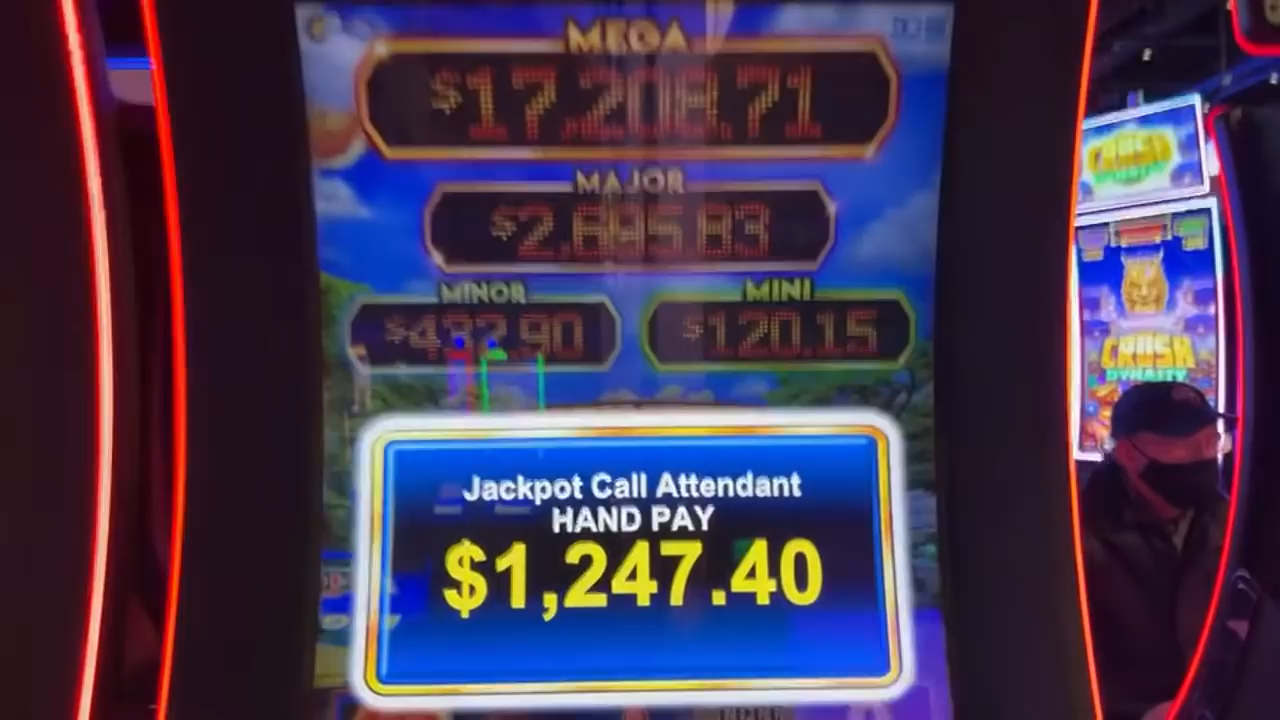 MEGA
$17,208.71
MAJOR
MINOR
MINI
$120.15
Jackpot Call Attendant
HAND PAY
$1,247.40
CRUSH
CRUSH
DYNASTY